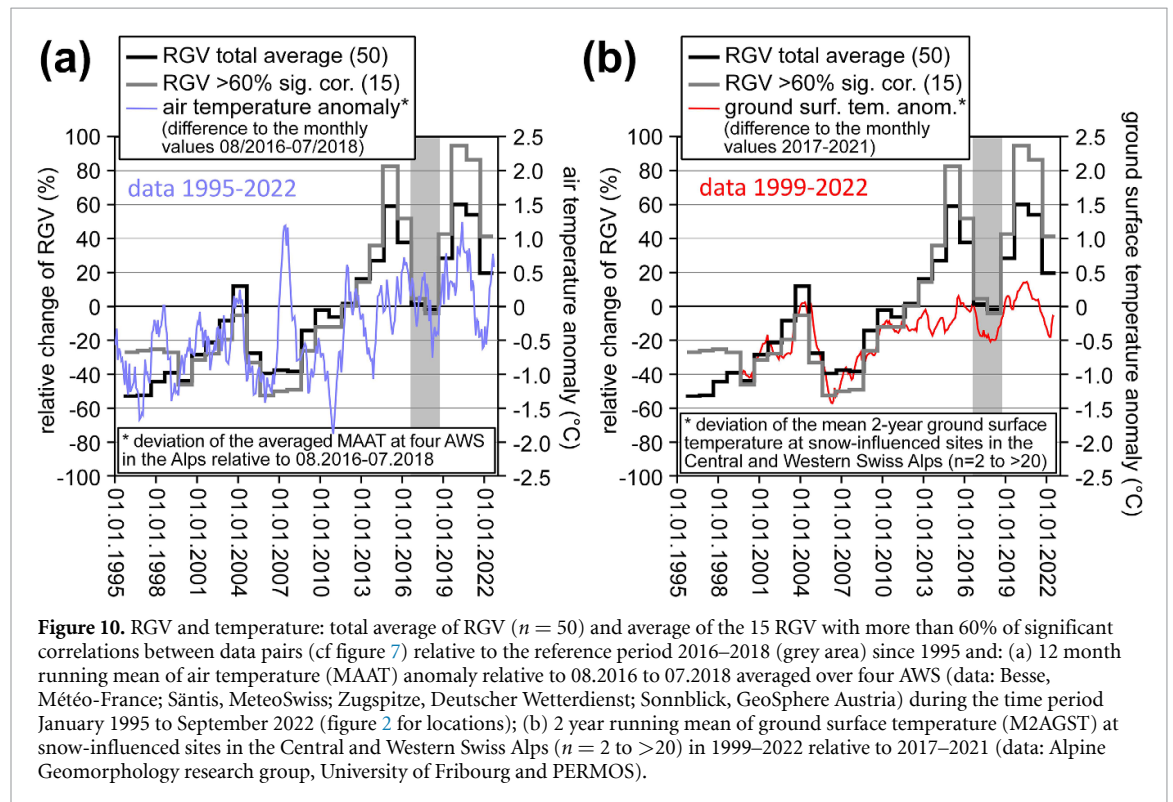 (a)
RGV total average (50)
RGV >60% sig. cor. (15)
air temperature anomaly*
(difference to the monthly
values 08/2016-07/2018)
data 1995-2022
relative change of RGV (%)
100
80
60
40
20
0
-20
-40
-60
-80
-100
2.5
2.0
1.5
1.0
0.5
0.0
-0.5
-1.0
-1.5
-2.0
-2.5
air temperature anomaly (°C)
* deviation of the averaged MAAT at four AWS
in the Alps relative to 08.2016-07.2018
01.01.1995
01.01.1998
01.01.2001
01.01.2004
01.01.2007
01.01.2010
01.01.2013
01.01.2016
01.01.2019
01.01.2022
(b)
RGV total average (50)
RGV >60% sig. cor. (15)
ground surf. tem. anom.*
(difference to the monthly
values 2017-2021)
data 1999-2022
relative change of RGV (%)
100
80
60
40
20
0
-20
-40
-60
-80
-100
2.5
2.0
1.5
1.0
0.5
0.0
-0.5
-1.0
-1.5
-2.0
-2.5
ground surface temperature anomaly (°C)
* deviation of the mean 2-year ground surface
temperature at snow-influenced sites in the
Central and Western Swiss Alps (n=2 to >20)
01.01.1995
01.01.1998
01.01.2001
01.01.2004
01.01.2007
01.01.2010
01.01.2013
01.01.2016
01.01.2019
01.01.2022
Figure 10. RGV and temperature: total average of RGV (n = 50) and average of the 15 RGV with more than 60% of significant
correlations between data pairs (cf figure 7) relative to the reference period 2016–2018 (grey area) since 1995 and: (a) 12 month
running mean of air temperature (MAAT) anomaly relative to 08.2016 to 07.2018 averaged over four AWS (data: Besse,
Météo-France; Säntis, MeteoSwiss; Zugspitze, Deutscher Wetterdienst; Sonnblick, GeoSphere Austria) during the time period
January 1995 to September 2022 (figure 2 for locations); (b) 2 year running mean of ground surface temperature (M2AGST) at
snow-influenced sites in the Central and Western Swiss Alps (n = 2 to >20) in 1999–2022 relative to 2017–2021 (data: Alpine
Geomorphology research group, University of Fribourg and PERMOS).